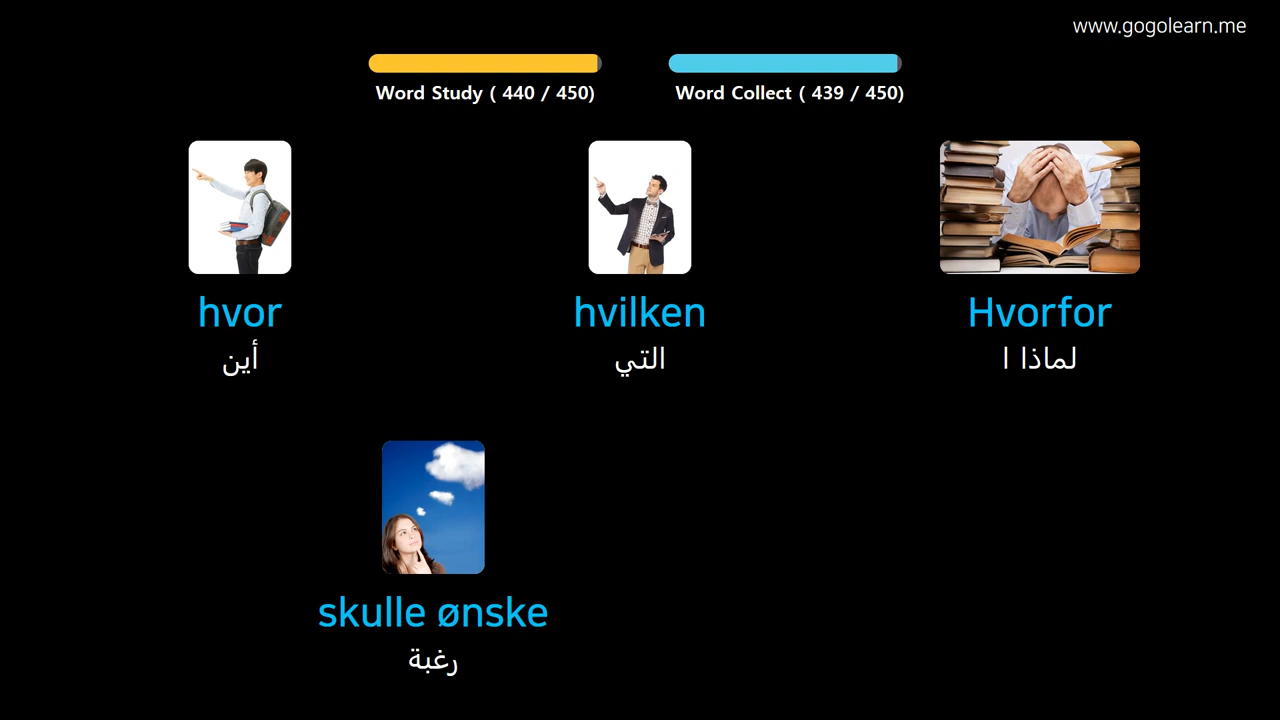 www.gogolearn.me
Word Study ( 440 / 450)
Word Collect ( 439 / 450)
hvor
أين
hvilken
التي
Hvorfor
لماذا ا
skulle ønske
رغبة